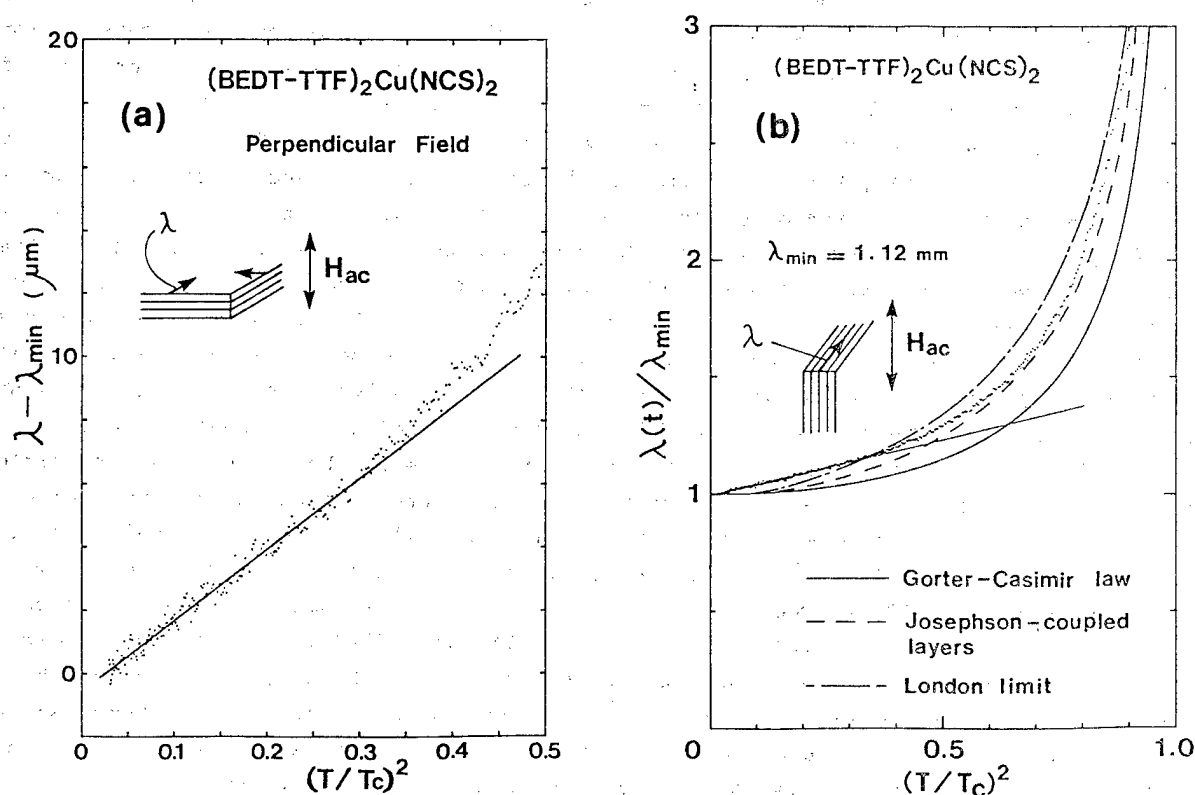 (a)
(BEDT-TTF)2Cu(NCS)2
Perpendicular Field
λ
Hac
λ − λmin (μm)
20
10
0
0
0.1
0.2
0.3
0.4
0.5
(T/Tc)²
(b)
(BEDT-TTF)2Cu(NCS)2
λmin = 1.12 mm
λ
Hac
λ(t)/λmin
3
2
1
0
0.5
1.0
(T/Tc)²
Gorter-Casimir law
Josephson-coupled
layers
London limit